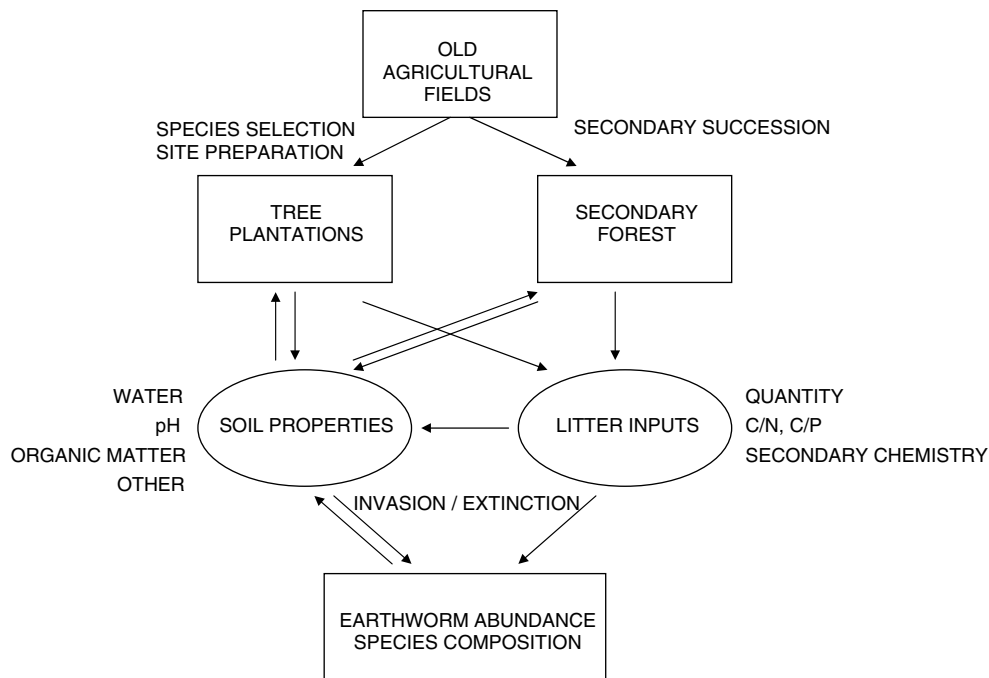 OLD
AGRICULTURAL
FIELDS
SPECIES SELECTION
SITE PREPARATION
SECONDARY SUCCESSION
TREE
PLANTATIONS
SECONDARY
FOREST
WATER
pH
ORGANIC MATTER
OTHER
SOIL PROPERTIES
LITTER INPUTS
QUANTITY
C/N, C/P
SECONDARY CHEMISTRY
INVASION / EXTINCTION
EARTHWORM ABUNDANCE
SPECIES COMPOSITION